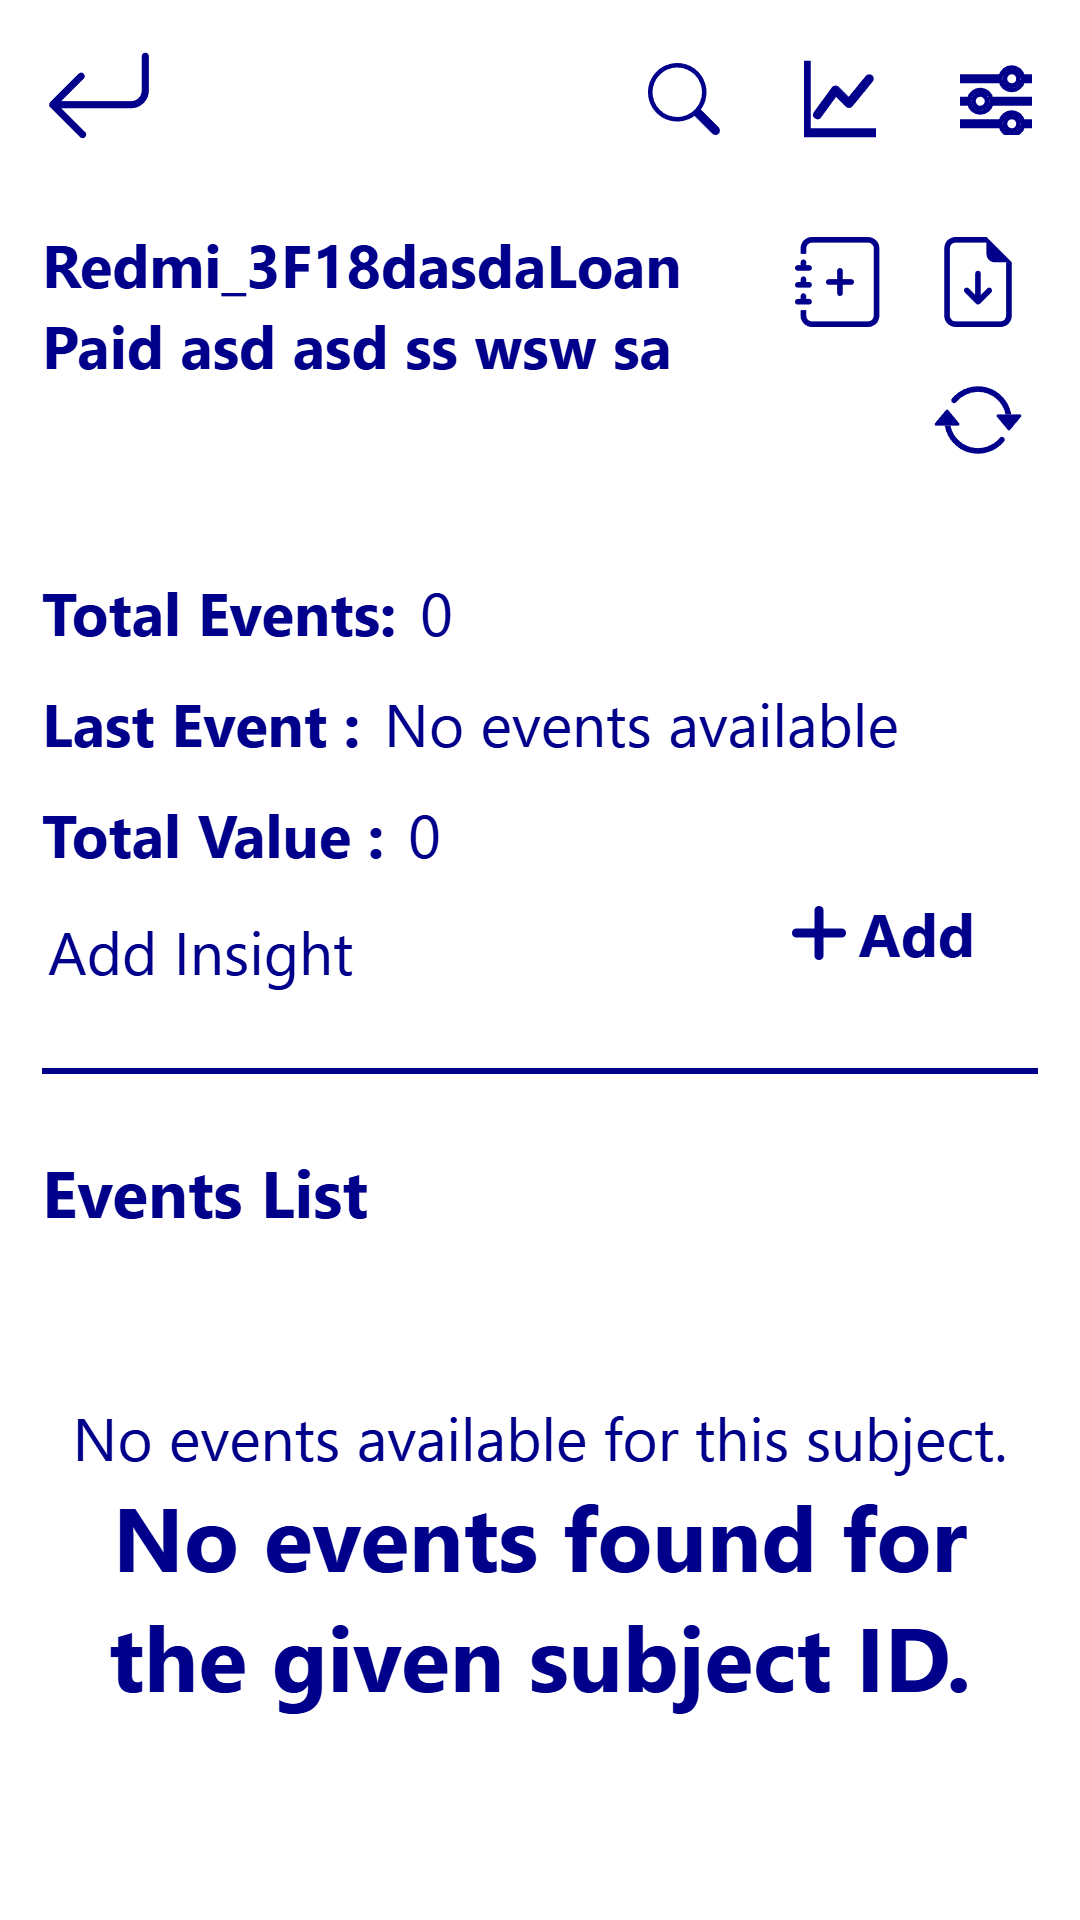 Redmi_3F18dasdaLoan
Paid asd asd ss wsw sa
Total Events: 0
Last Event : No events available
Total Value : 0
Add Insight
Add
Events List
No events available for this subject.
No events found for
the given subject ID.